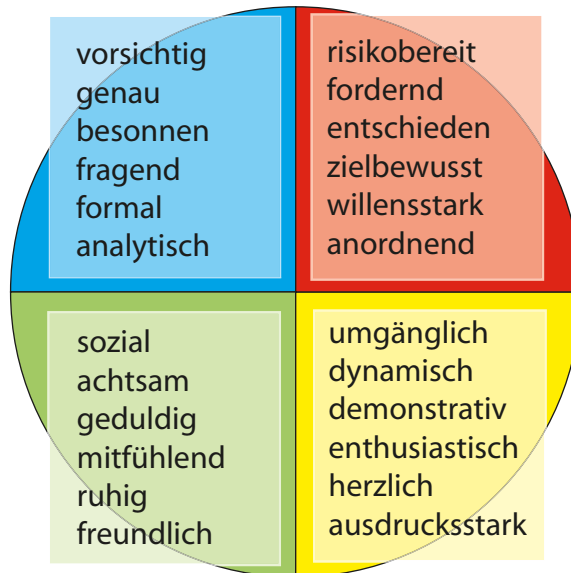 vorsichtig
genau
besonnen
fragend
formal
analytisch
risikobereit
fordernd
entschieden
zielbewusst
willensstark
anordnend
sozial
achtsam
geduldig
mitfühlend
ruhig
freundlich
umgänglich
dynamisch
demonstrativ
enthusiastisch
herzlich
ausdrucksstark